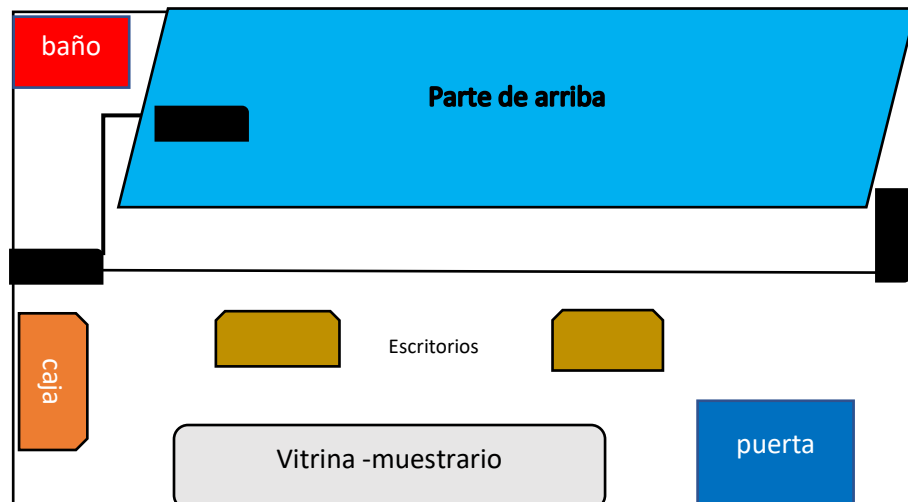 baño
Parte de arriba
Escritorios
caja
Vitrina -muestrario
puerta